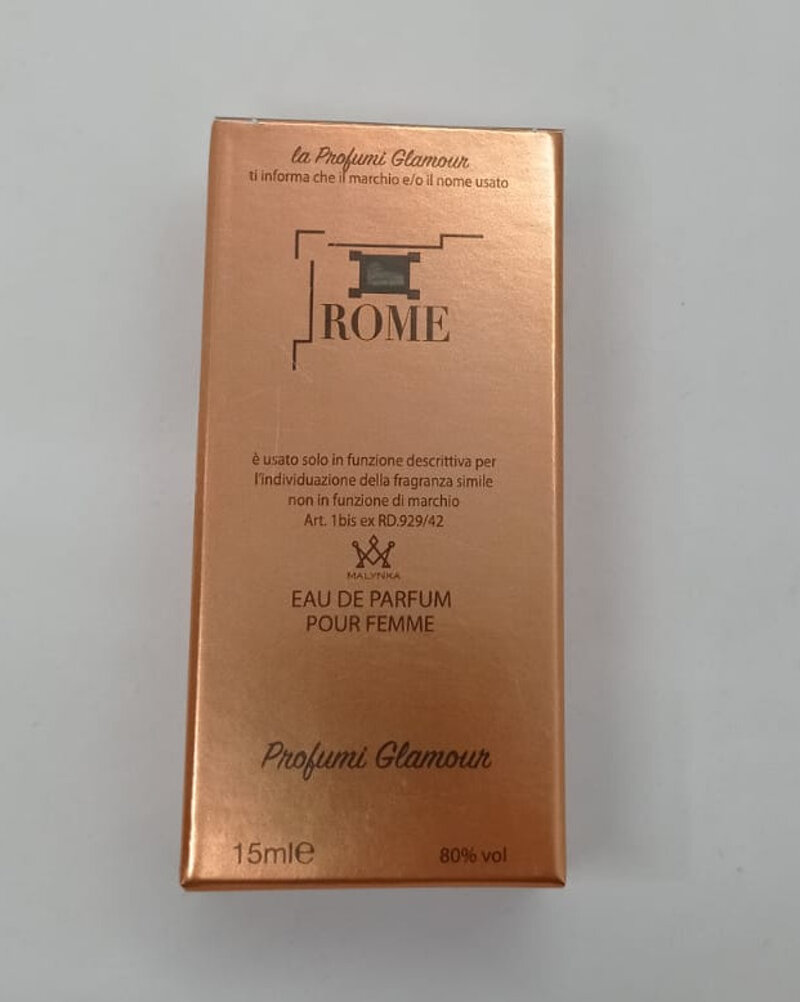 la Profumi Glamour
ti informa che il marchio e/o il nome usato
ROME
è usato solo in funzione descrittiva per
l'individuazione della fragranza simile
non in funzione di marchio
Art. 1bis ex RD.929/42
MALYNKA
EAU DE PARFUM
POUR FEMME
Profumi Glamour
15ml℮
80% vol